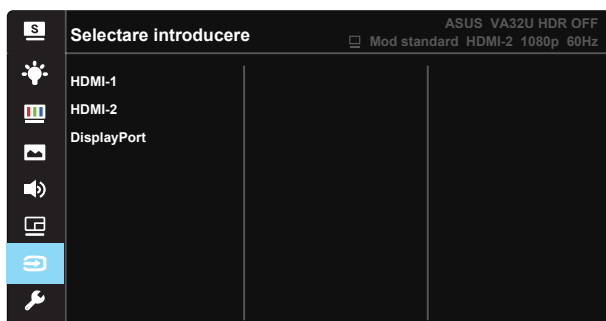 S
Selectare introducere
ASUS VA32U HDR OFF
Mod standard HDMI-2 1080p 60Hz
HDMI-1
HDMI-2
DisplayPort